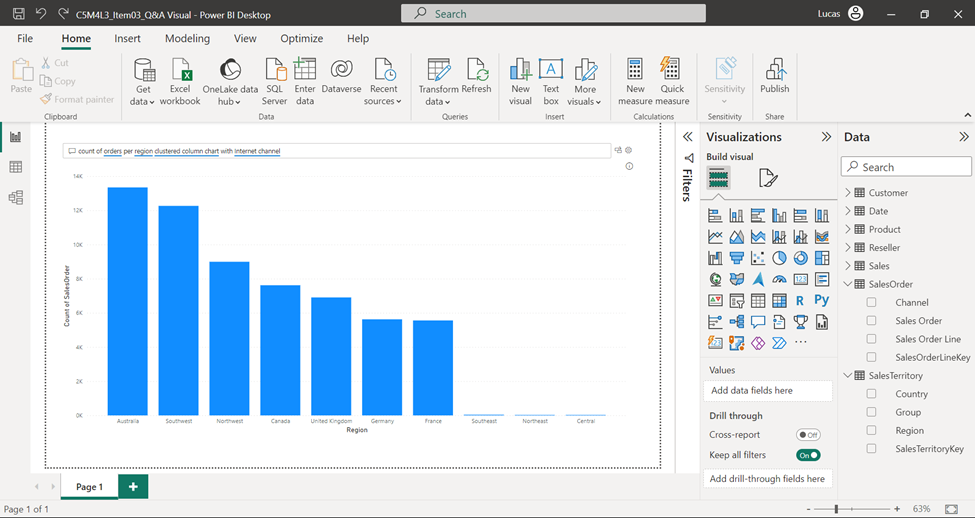 C5M4L3_Item03_Q&A Visual - Power BI Desktop
Search
Lucas
File Home Insert Modeling View Optimize Help
Paste
Cut
Copy
Format painter
Clipboard
Get data
Excel workbook
OneLake data hub
SQL Server
Enter data
Dataverse
Recent sources
Data
Transform data
Refresh
Queries
New visual
Text box
More visuals
Insert
New measure
Quick measure
Calculations
Sensitivity
Sensitivity
Publish
Share
count of orders per region clustered column chart with Internet channel
Count of SalesOrder
14K
12K
10K
8K
6K
4K
2K
0K
Australia Southwest Northwest Canada United Kingdom Germany France Southeast Northeast Central
Region
Filters
Visualizations
Build visual
123
R
Py
Values
Add data fields here
Drill through
Cross-report
Off
Keep all filters
On
Add drill-through fields here
Data
Search
Customer
Date
Product
Reseller
Sales
SalesOrder
Channel
Sales Order
Sales Order Line
SalesOrderLineKey
SalesTerritory
Country
Group
Region
SalesTerritoryKey
Page 1
Page 1 of 1
63%